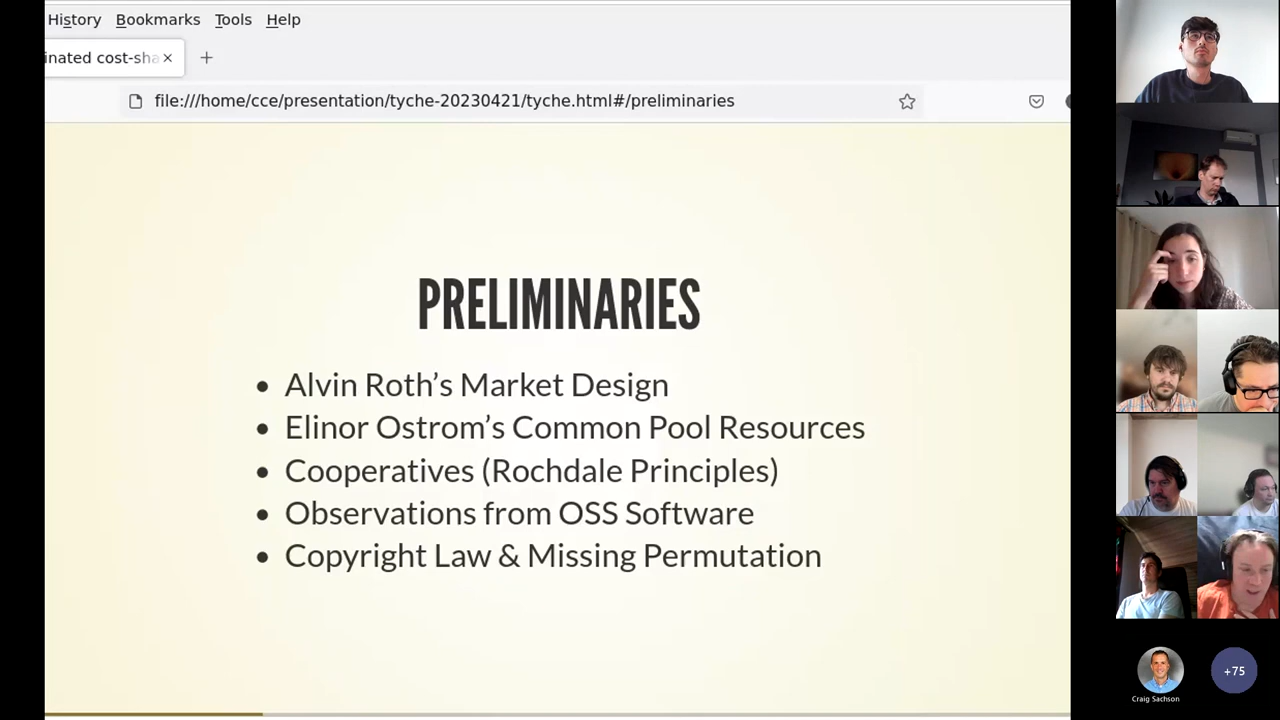 History Bookmarks Tools Help
inated cost-sha
file:///home/cce/presentation/tyche-20230421/tyche.html#/preliminaries
PRELIMINARIES
• Alvin Roth’s Market Design
• Elinor Ostrom’s Common Pool Resources
• Cooperatives (Rochdale Principles)
• Observations from OSS Software
• Copyright Law & Missing Permutation
+75
Craig Sachson